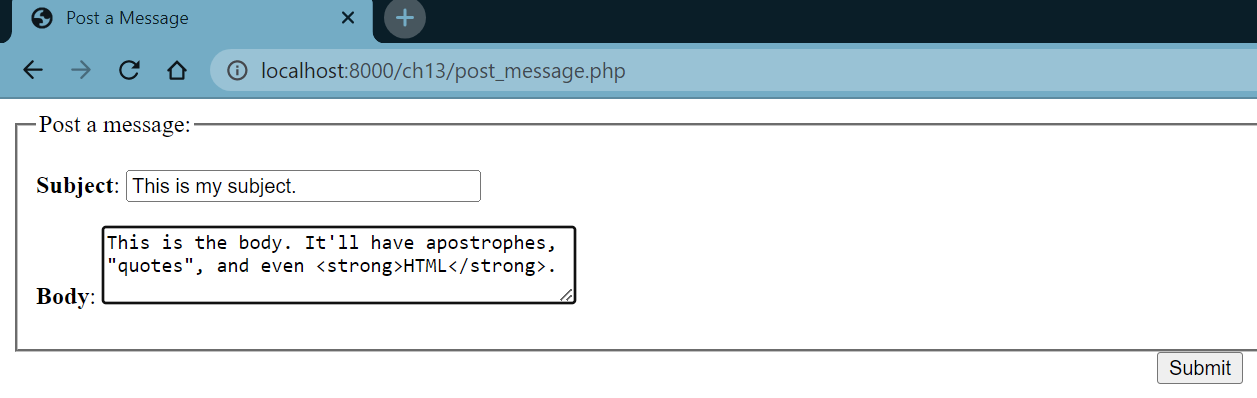 Post a Message
localhost:8000/ch13/post_message.php
Post a message:
Subject: This is my subject.
This is the body. It'll have apostrophes,
"quotes", and even <strong>HTML</strong>.
Body:
Submit